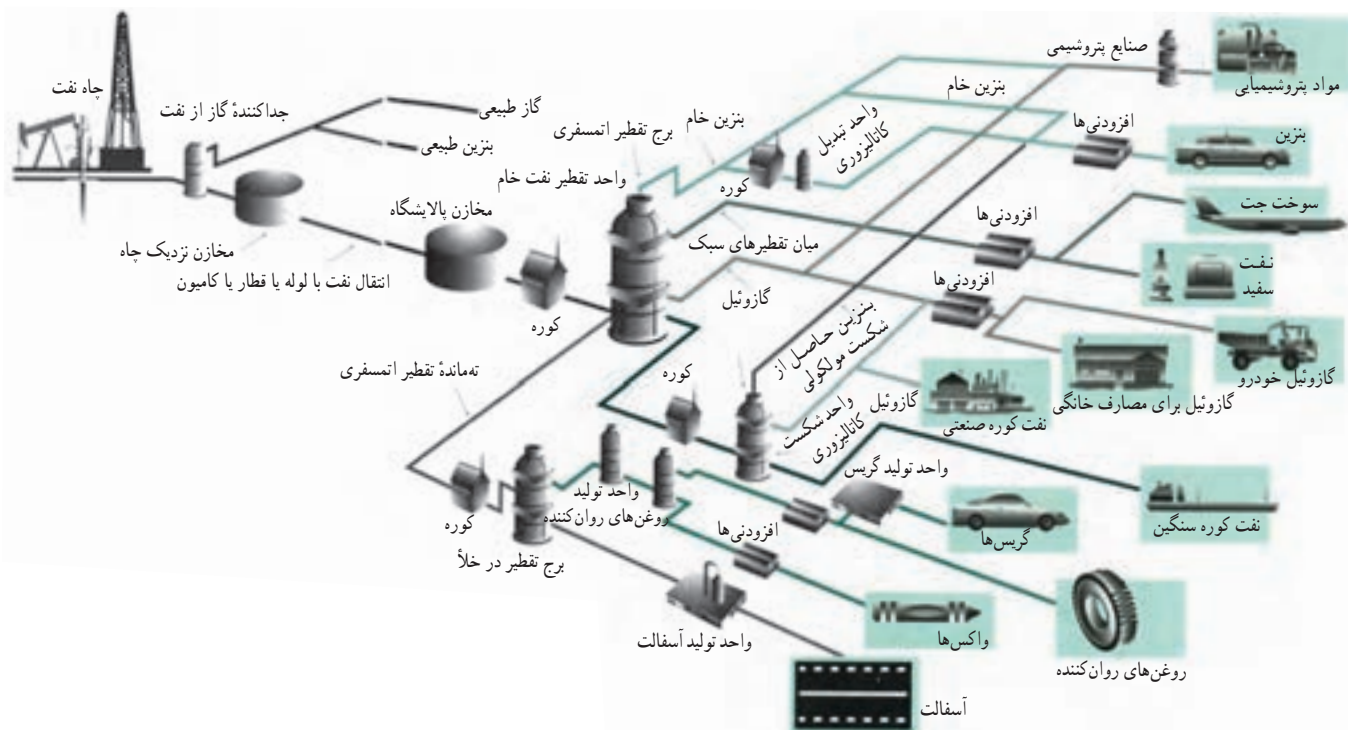 چاه نفت
جداکنندهٔ گاز از نفت
گاز طبیعی
بنزین طبیعی
مخازن نزدیک چاه
انتقال نفت با لوله یا قطار یا کامیون
مخازن پالایشگاه
کوره
واحد تقطیر نفت خام
برج تقطیر اتمسفری
بنزین خام
کوره
واحد تبدیل
کاتالیزوری
بنزین خام
صنایع پتروشیمی
مواد پتروشیمیایی
افزودنی‌ها
بنزین
میان تقطیرهای سبک
افزودنی‌ها
سوخت جت
نفت
سفید
گازوئیل
افزودنی‌ها
گازوئیل خودرو
گازوئیل برای مصارف خانگی
بنزین حاصل از
شکست مولکولی
کوره
واحد شکست
کاتالیزوری
گازوئیل
نفت کوره صنعتی
نفت کوره سنگین
ته‌ماندهٔ تقطیر اتمسفری
کوره
برج تقطیر در خلأ
واحد تولید
روغن‌های روان‌کننده
واحد تولید گریس
گریس‌ها
افزودنی‌ها
روغن‌های روان‌کننده
واکس‌ها
واحد تولید آسفالت
آسفالت